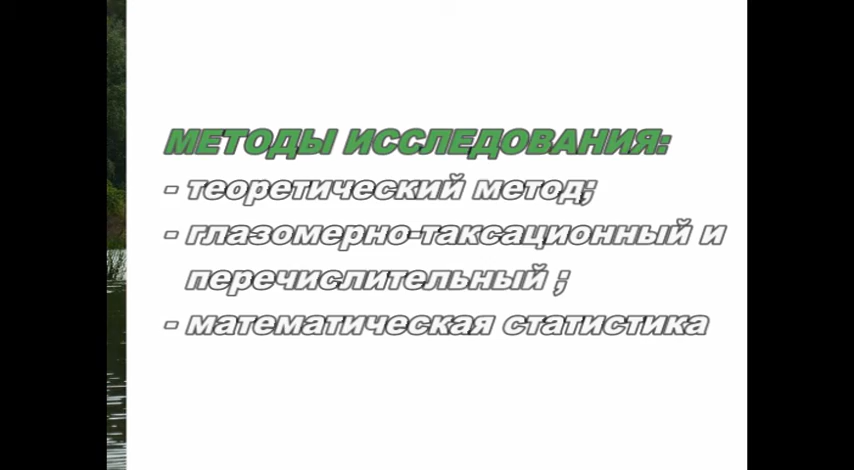 МЕТОДЫ ИССЛЕДОВАНИЯ:
- теоретический метод;
- глазомерно-таксационный и
перечислительный ;
- математическая статистика